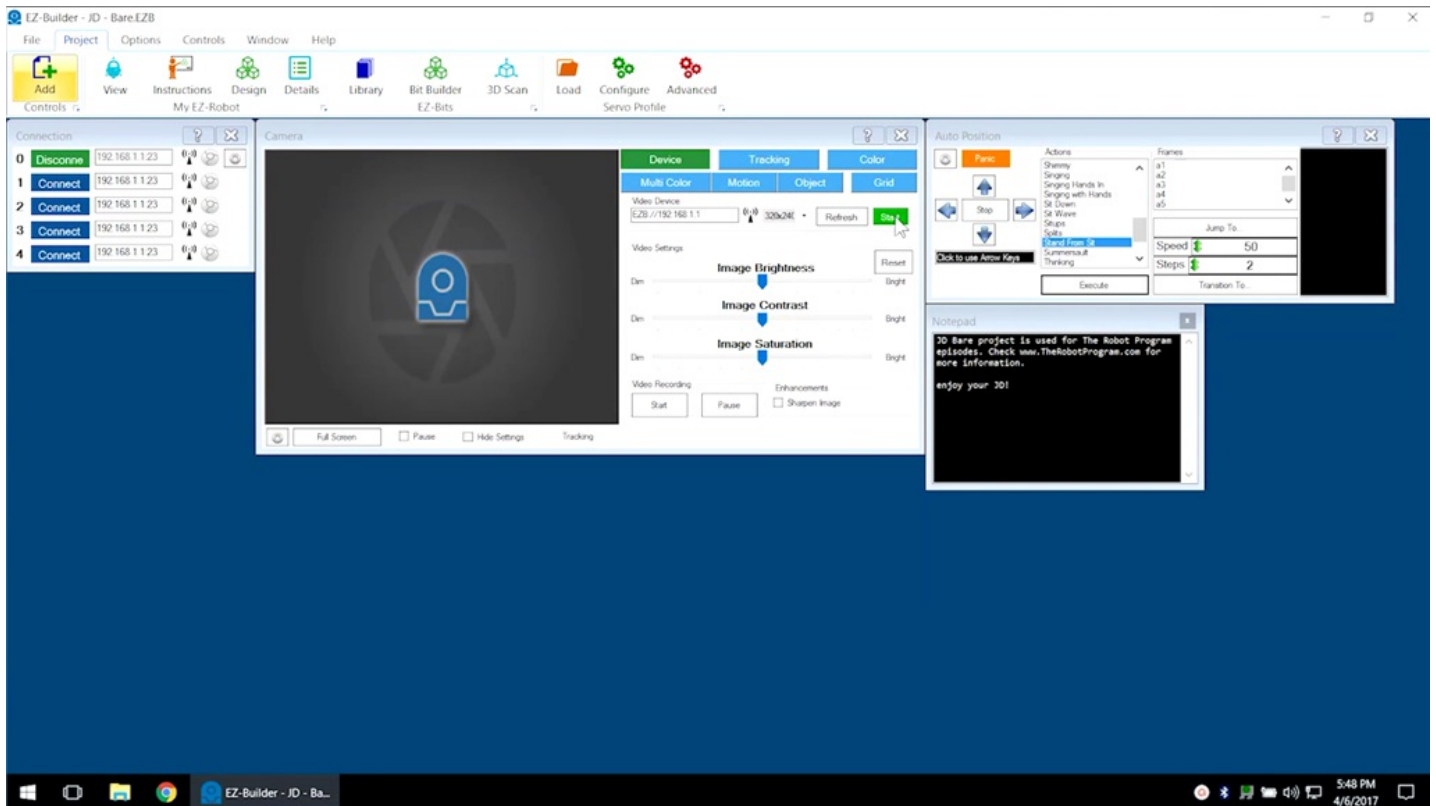 EZ-Builder - JD - Bare.EZB
File Project Options Controls Window Help
Add View Instructions Design Details Library Bit Builder 3D Scan Load Configure Advanced
Controls My EZ-Robot EZ-Bits Servo Profile
Connection
0 Disconne 192.168.1.1:23
1 Connect 192.168.1.1:23
2 Connect 192.168.1.1:23
3 Connect 192.168.1.1:23
4 Connect 192.168.1.1:23
Camera
Device Tracking Color
Multi Color Motion Object Grid
Video Device
EZB://192.168.1.1 320x24 Refresh
Video Settings
Reset
Image Brightness
Dim Bright
Image Contrast
Dim Bright
Image Saturation
Dim Bright
Video Recording Enhancements
Start Pause Sharpen Image
Full Screen Pause Hide Settings Tracking
Auto Position
Panic
Stop
Click to use Arrow Keys
Actions
Shimmy
Singing
Singing Hands In
Singing with Hands
Sit Down
Sit Wave
Situps
Splits
Stand From Sit
Summersault
Thinking
Execute
Frames
a1
a2
a3
a4
a5
Jump To...
Speed 50
Steps 2
Transition To...
Notepad
JD Bare project is used for The Robot Program
episodes. Check www.TheRobotProgram.com for
more information.
enjoy your JD!
EZ-Builder - JD - Ba...
5:48 PM
4/6/2017